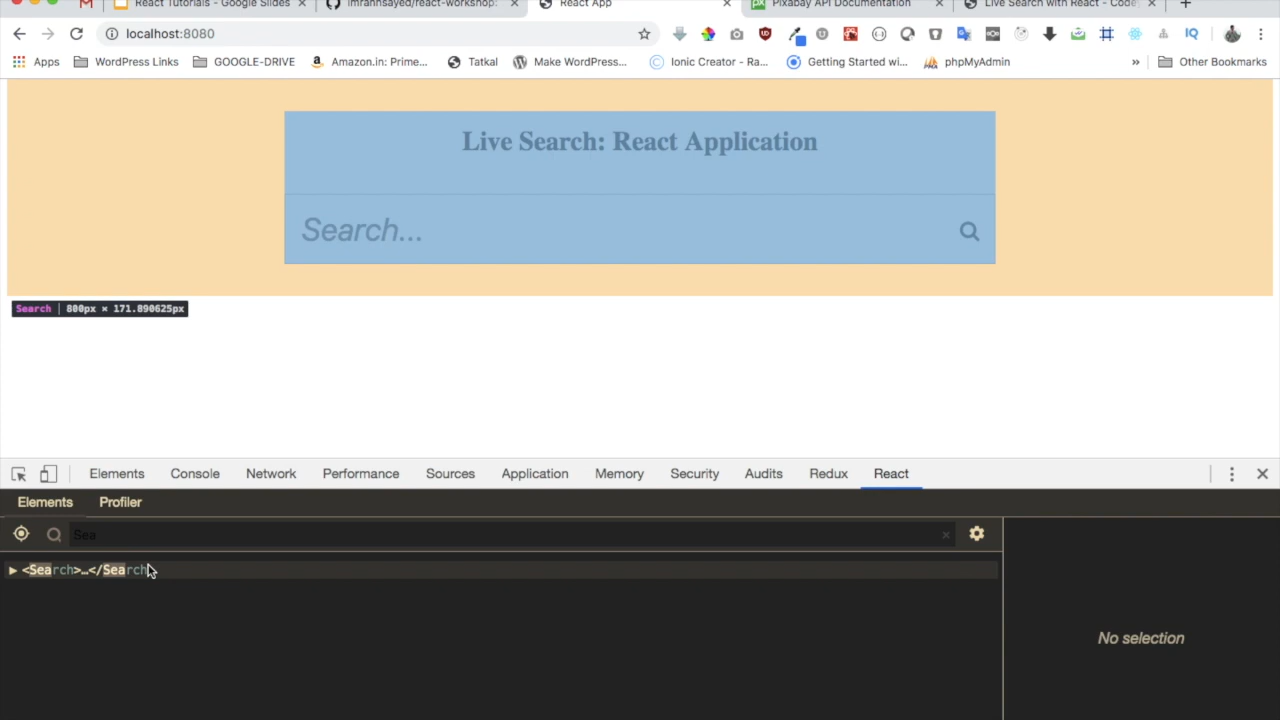 React Tutorials - Google Slides
imrannsayed/react-workshop:
React App
Pixabay API Documentation
Live Search with React - Codey
localhost:8080
Apps WordPress Links GOOGLE-DRIVE Amazon.in: Prime... Tatkal Make WordPress... Ionic Creator - Ra... Getting Started wi... phpMyAdmin » Other Bookmarks
Live Search: React Application
Search...
Search 800px × 171.890625px
Elements Console Network Performance Sources Application Memory Security Audits Redux React
Elements Profiler
Sea
<Search>…</Search
No selection